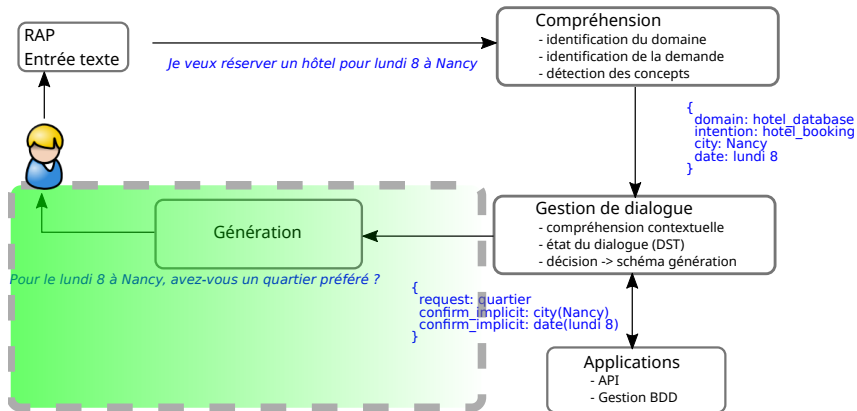 RAP
Entrée texte
Je veux réserver un hôtel pour lundi 8 à Nancy
Compréhension
- identification du domaine
- identification de la demande
- détection des concepts
{
domain: hotel_database
intention: hotel_booking
city: Nancy
date: lundi 8
}
Gestion de dialogue
- compréhension contextuelle
- état du dialogue (DST)
- décision -> schéma génération
Génération
Pour le lundi 8 à Nancy, avez-vous un quartier préféré ?
{
request: quartier
confirm_implicit: city(Nancy)
confirm_implicit: date(lundi 8)
}
Applications
- API
- Gestion BDD